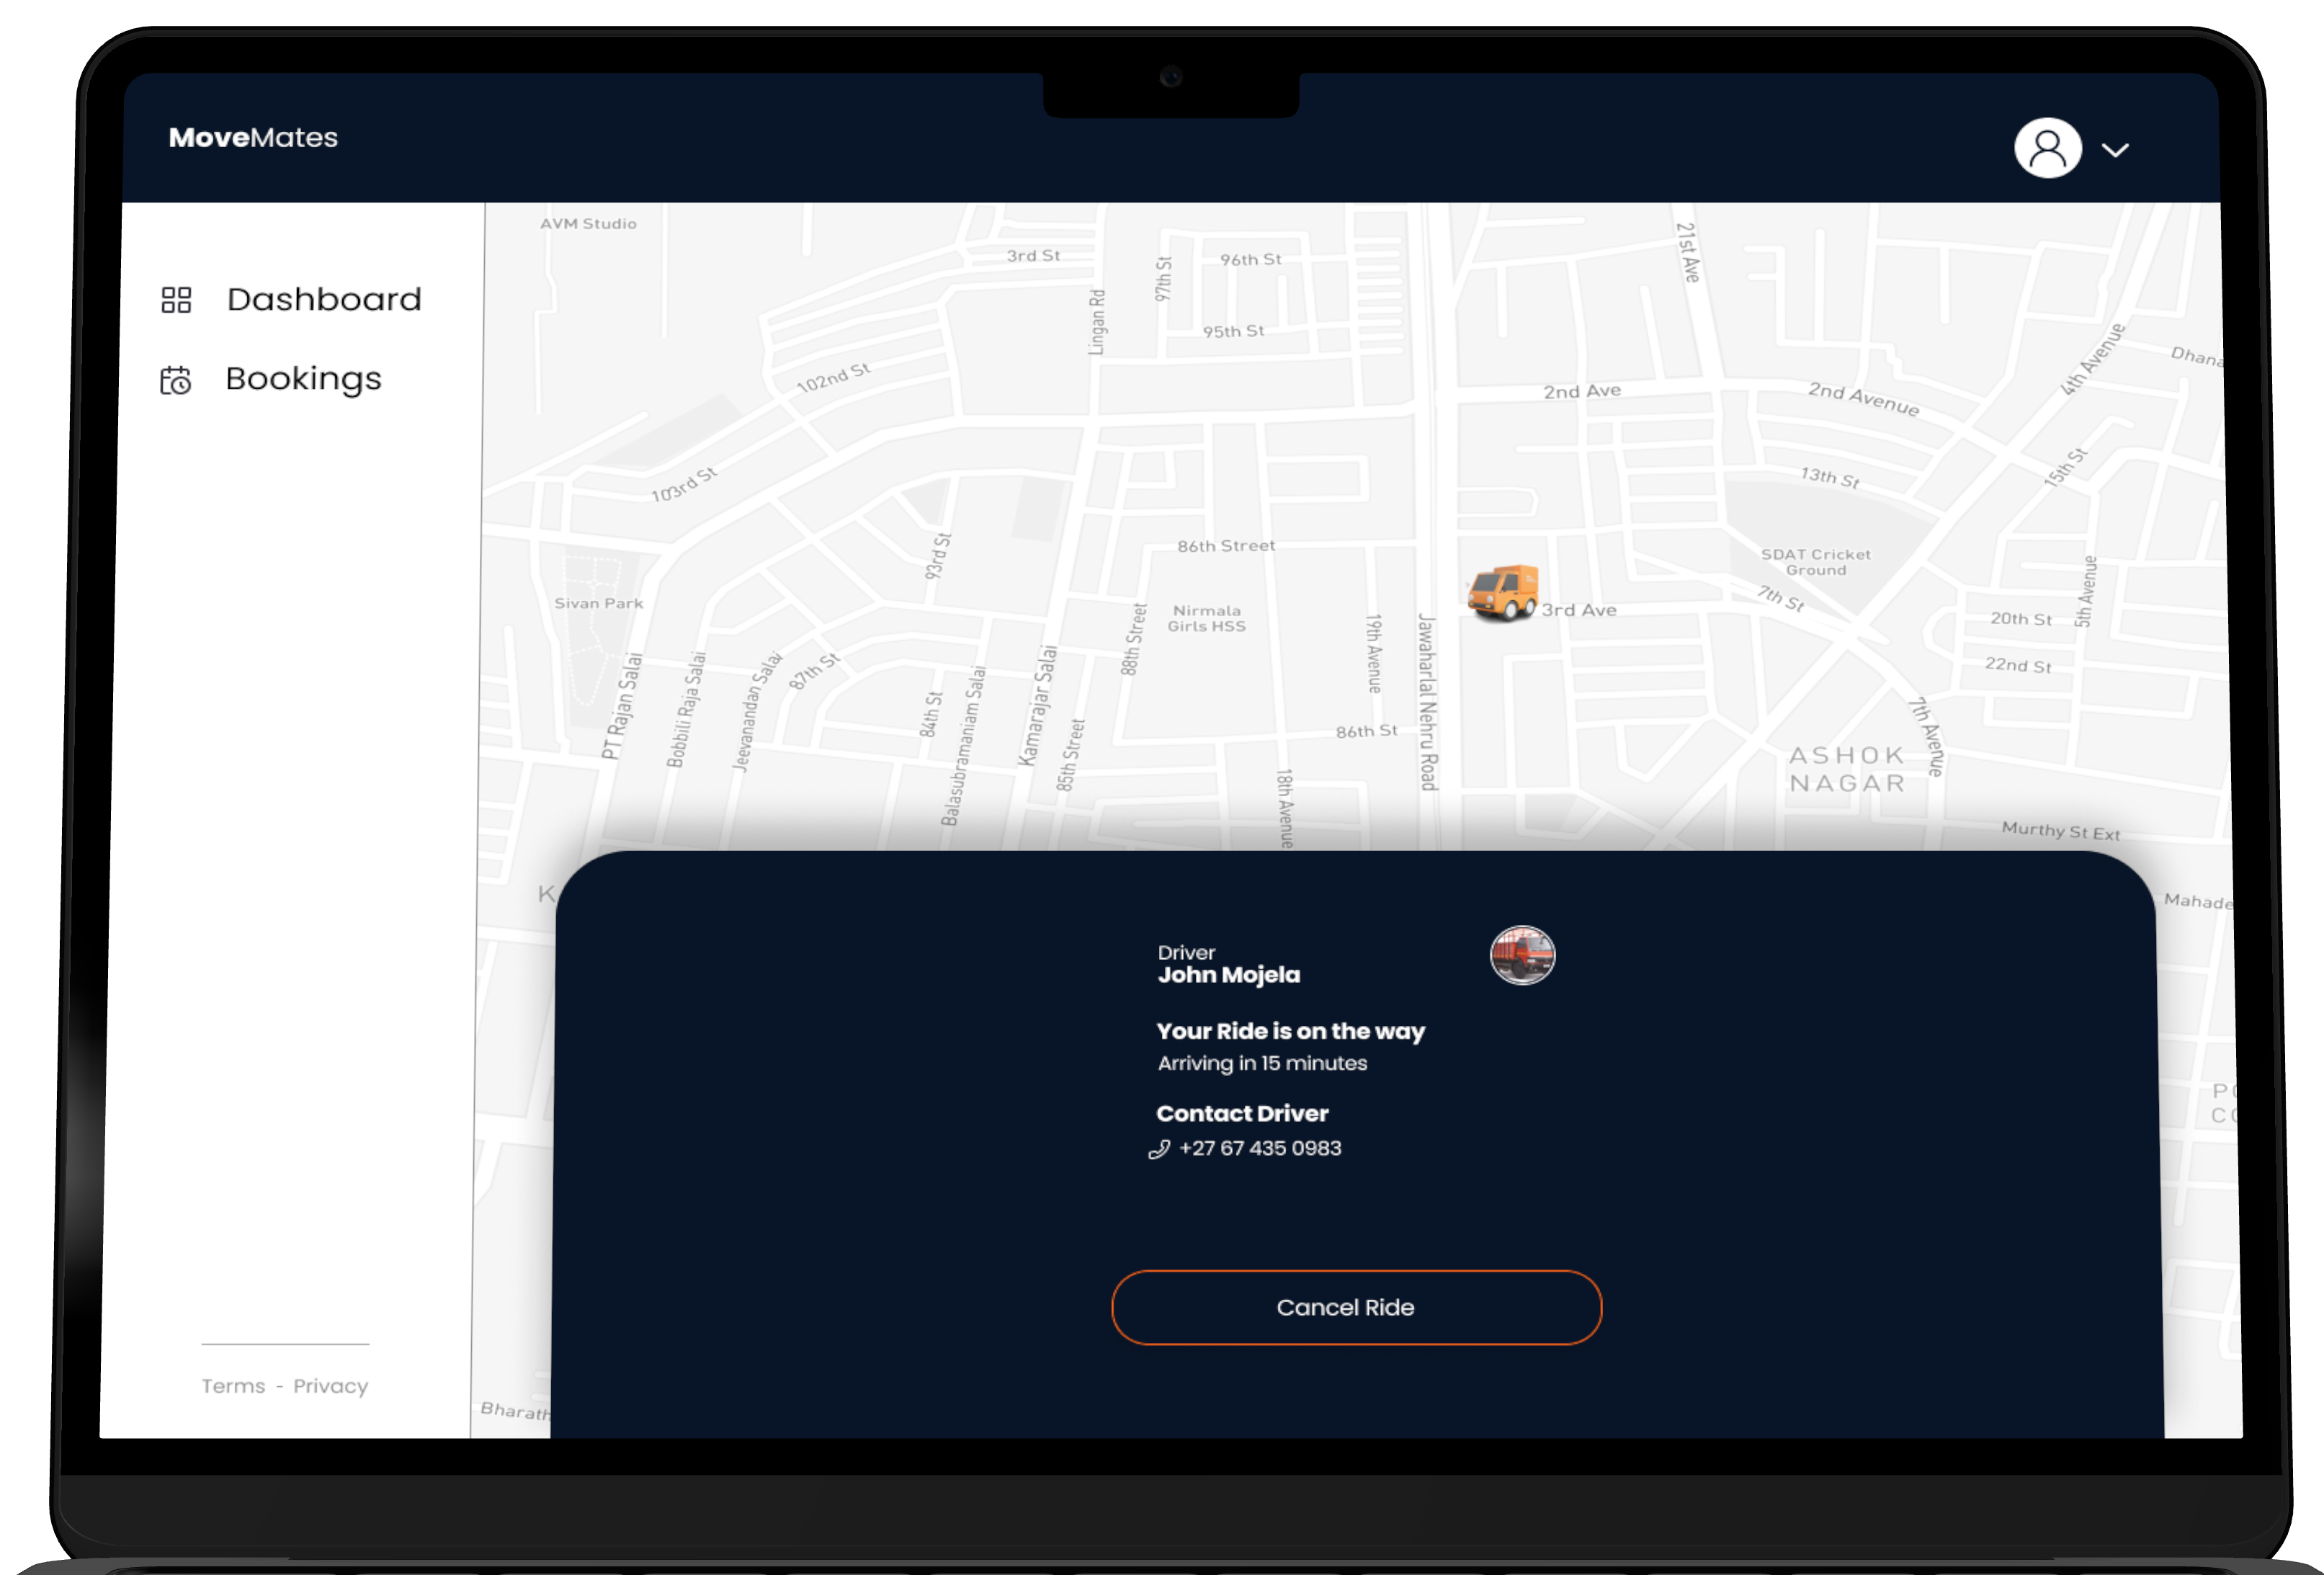 MoveMates
Dashboard
Bookings
AVM Studio
3rd St
Lingan Rd
97th St
96th St
95th St
21st Ave
102nd St
2nd Ave
2nd Avenue
4th Avenue
103rd St
13th St
15th St
93rd St
86th Street
SDAT Cricket
Ground
Sivan Park
Nirmala
Girls HSS
88th Street
19th Avenue
Jawaharlal Nehru Road
3rd Ave
7th St
5th Avenue
20th St
22nd St
PT Rajan Salai
Bobbili Raja Salai
Jeevanandan Salai
87th St
84th St
Balasubramaniam Salai
Kamarajar Salai
85th Street
86th St
18th Avenue
7th Avenue
ASHOK
NAGAR
Murthy St Ext
Driver
John Mojela
Your Ride is on the way
Arriving in 15 minutes
Contact Driver
+27 67 435 0983
Cancel Ride
Terms - Privacy